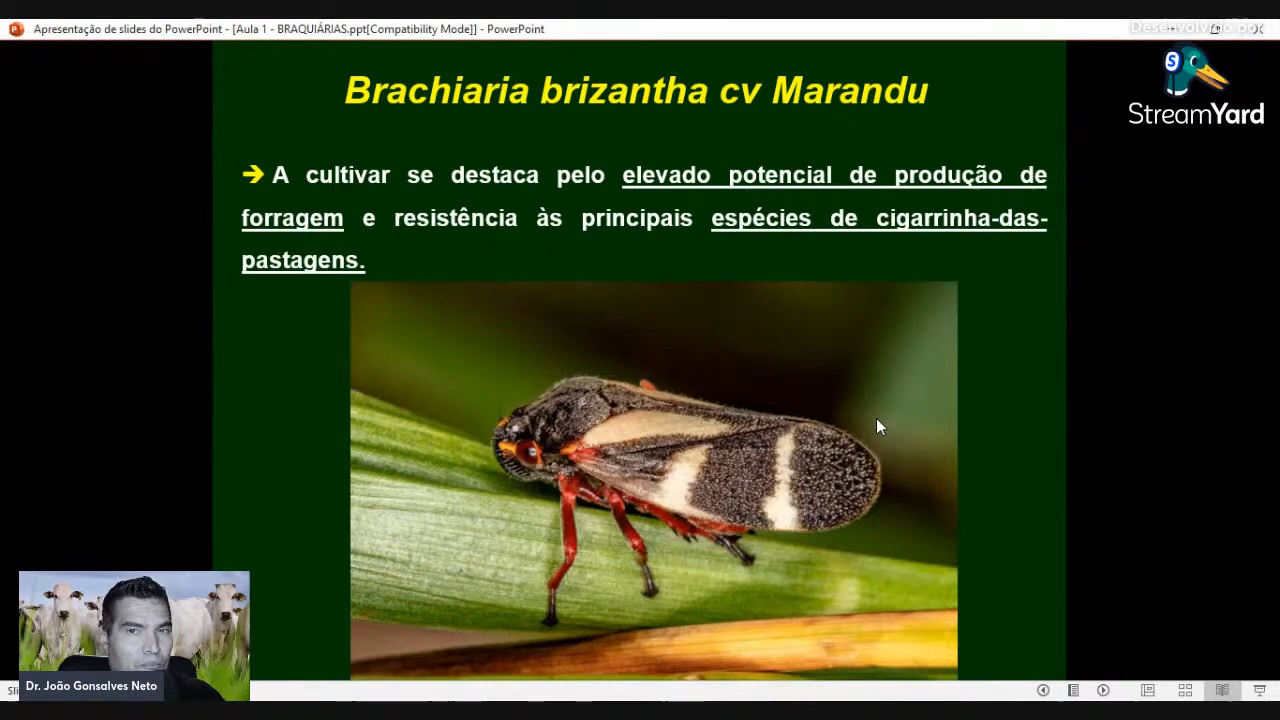 Apresentação de slides do PowerPoint - [Aula 1 - BRAQUIÁRIAS.ppt[Compatibility Mode]] - PowerPoint
Desenvolvido por
StreamYard
Brachiaria brizantha cv Marandu
➔ A cultivar se destaca pelo elevado potencial de produção de
forragem e resistência às principais espécies de cigarrinha-das-
pastagens.
Dr. João Gonsalves Neto